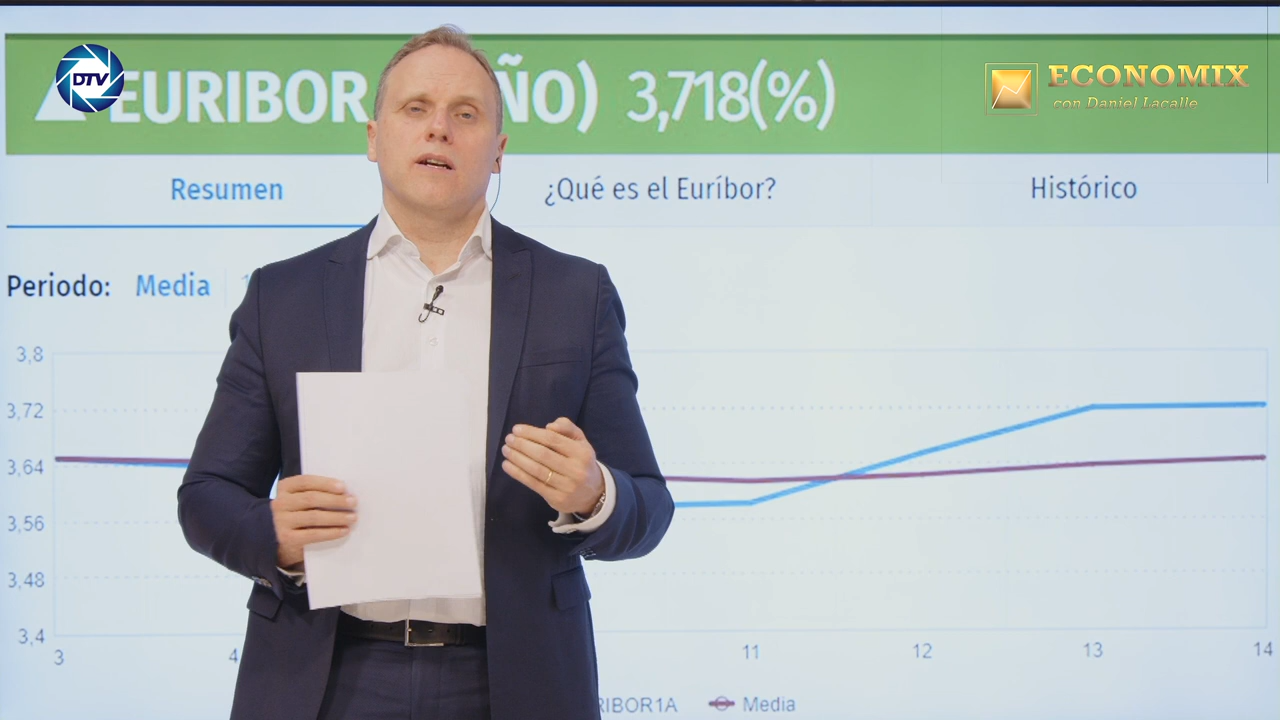 DTV
EURIBOR ÑO) 3,718(%)
ECONOMIX
con Daniel Lacalle
Resumen ¿Qué es el Euríbor? Histórico
Periodo: Media
3,8
3,72
3,64
3,56
3,48
3,4
3 4 11 12 13 14
RIBOR1A Media